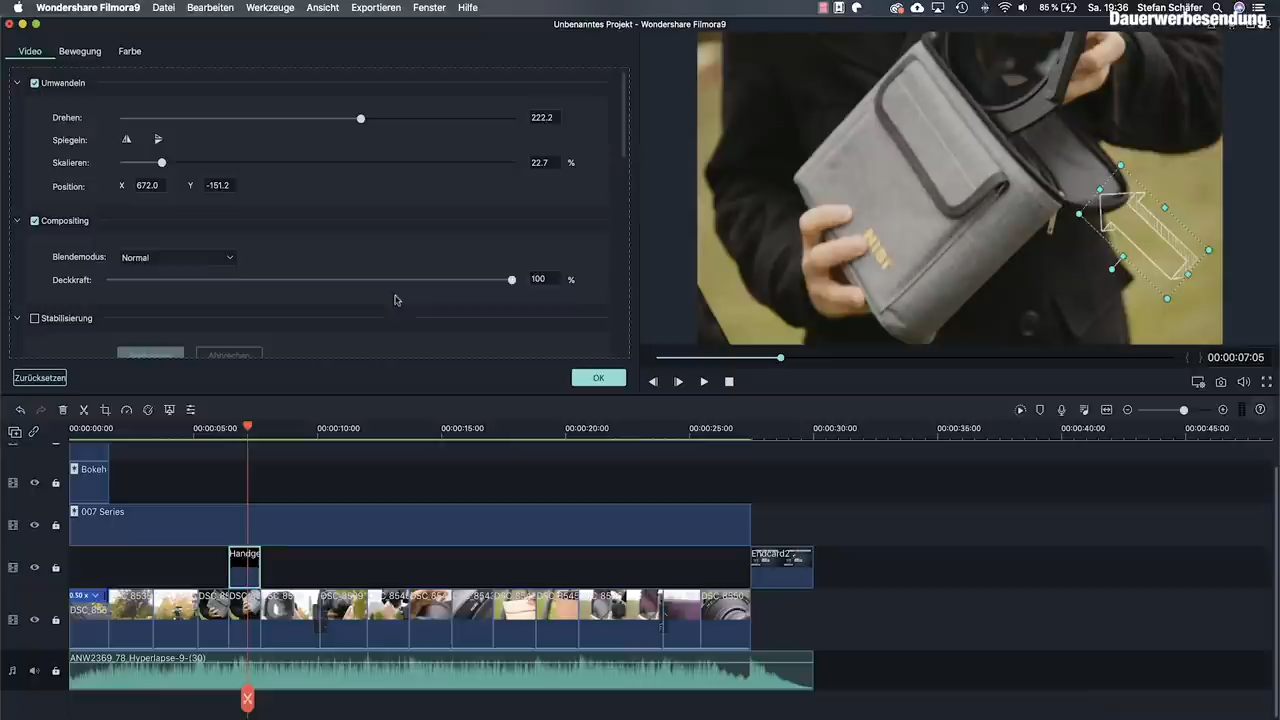 Wondershare Filmora9 Datei Bearbeiten Werkzeuge Ansicht Exportieren Fenster Hilfe 85 % Sa. 19:36 Stefan Schäfer
Dauerwerbesendung
Unbenanntes Projekt - Wondershare Filmora9
Video Bewegung Farbe
Umwandeln
Drehen: 222.2
Spiegeln:
Skalieren: 22.7 %
Position: X 672.0 Y -151.2
Compositing
Blendemodus: Normal
Deckkraft: 100 %
Stabilisierung
Abbrechen
Zurücksetzen OK
NiSi
00:00:07:05
00:00:00:00 00:00:05:00 00:00:10:00 00:00:15:00 00:00:20:00 00:00:25:00 00:00:30:00 00:00:35:00 00:00:40:00 00:00:45:00
Bokeh
007 Series
Handge Endcard2
0.50 x
ANW2369_78_Hyperlapse-9-(30)